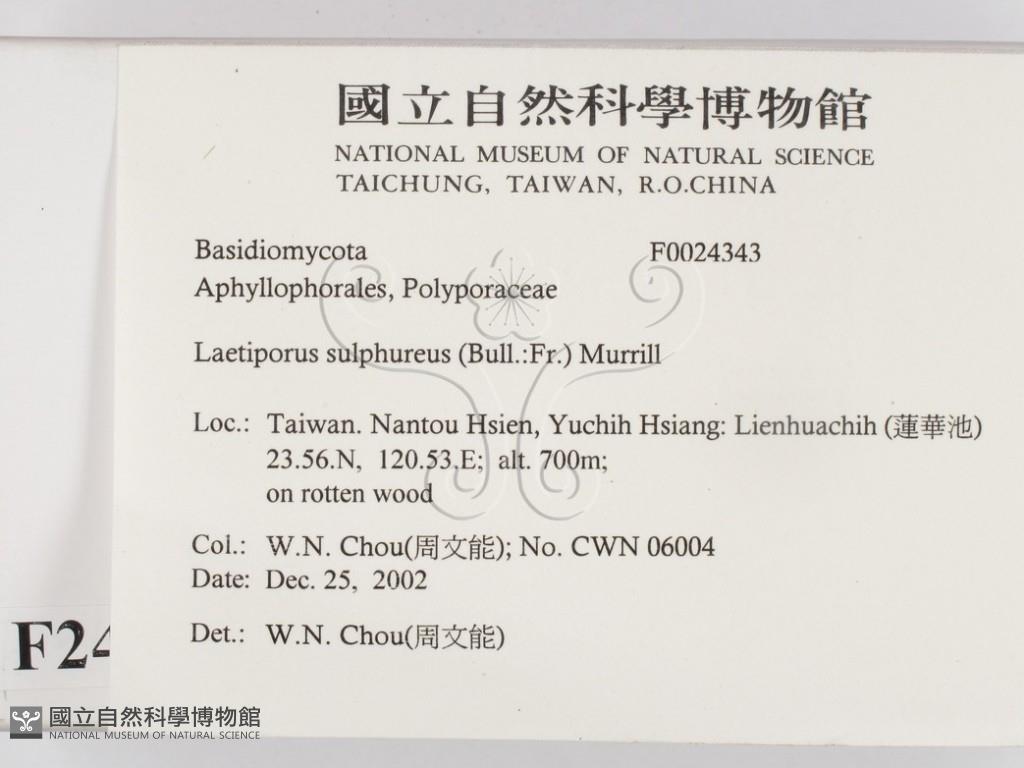 國立自然科學博物館
NATIONAL MUSEUM OF NATURAL SCIENCE
TAICHUNG, TAIWAN, R.O.CHINA
Basidiomycota F0024343
Aphyllophorales, Polyporaceae
Laetiporus sulphureus (Bull.:Fr.) Murrill
Loc.: Taiwan. Nantou Hsien, Yuchih Hsiang: Lienhuachih (蓮華池)
23.56.N, 120.53.E; alt. 700m;
on rotten wood
Col.: W.N. Chou(周文能); No. CWN 06004
Date: Dec. 25, 2002
Det.: W.N. Chou(周文能)
F24
國立自然科學博物館
NATIONAL MUSEUM OF NATURAL SCIENCE